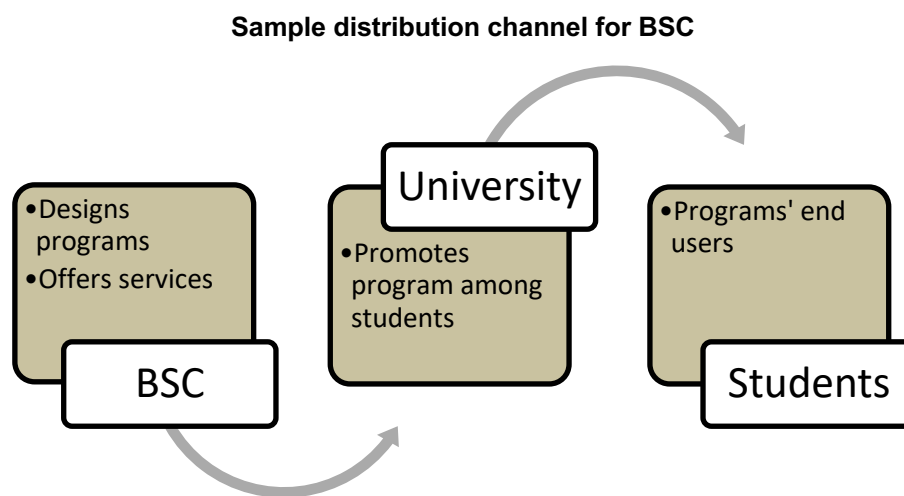 Sample distribution channel for BSC
•Designs
programs
•Offers services
BSC
University
•Promotes
program among
students
•Programs' end
users
Students